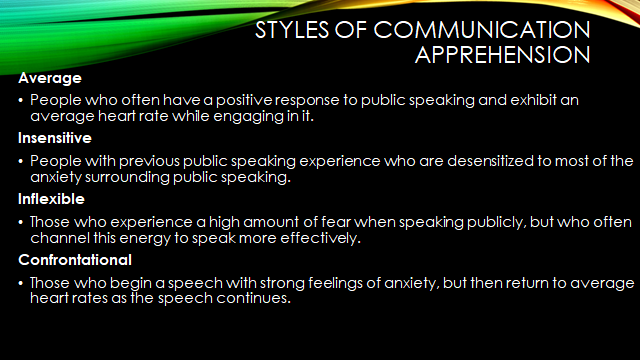 STYLES OF COMMUNICATION
APPREHENSION
Average
• People who often have a positive response to public speaking and exhibit an
average heart rate while engaging in it.
Insensitive
• People with previous public speaking experience who are desensitized to most of the
anxiety surrounding public speaking.
Inflexible
• Those who experience a high amount of fear when speaking publicly, but who often
channel this energy to speak more effectively.
Confrontational
• Those who begin a speech with strong feelings of anxiety, but then return to average
heart rates as the speech continues.